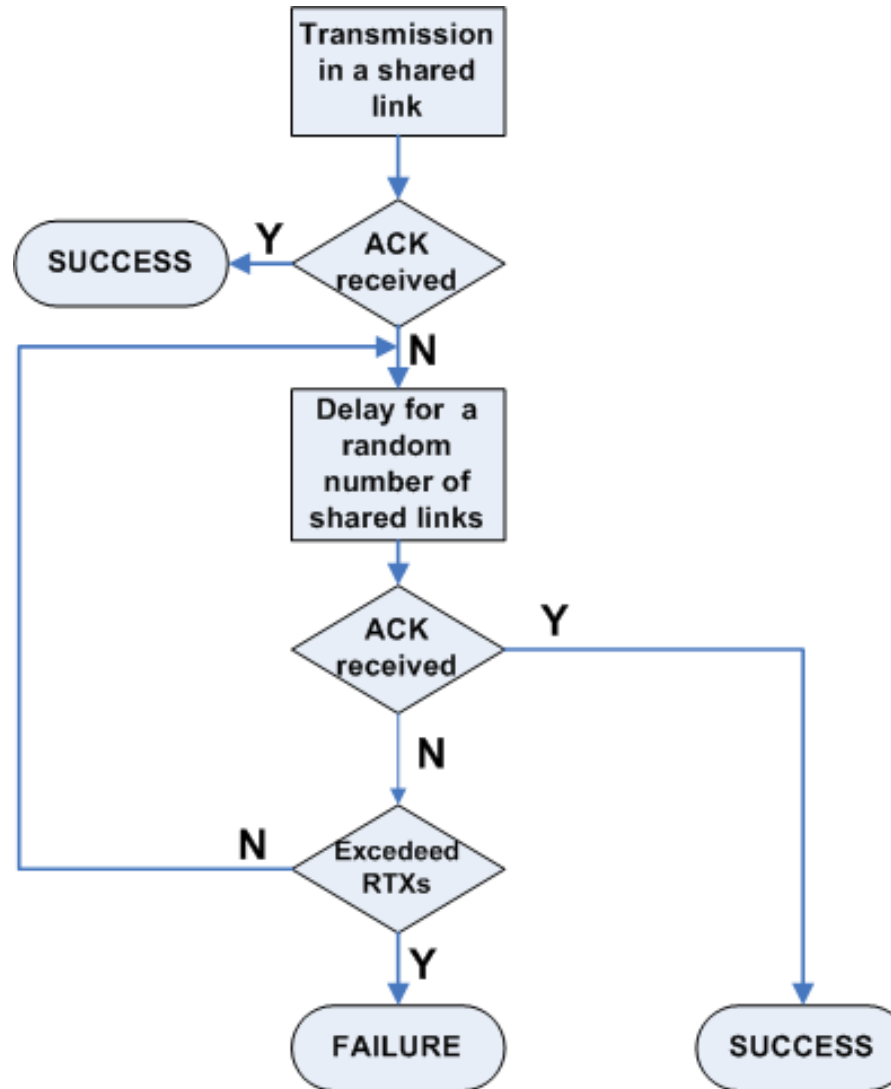 Transmission
in a shared
link
Y
SUCCESS
ACK
received
N
Delay for a
random
number of
shared links
ACK
received
Y
N
N
Excedeed
RTXs
Y
FAILURE
SUCCESS